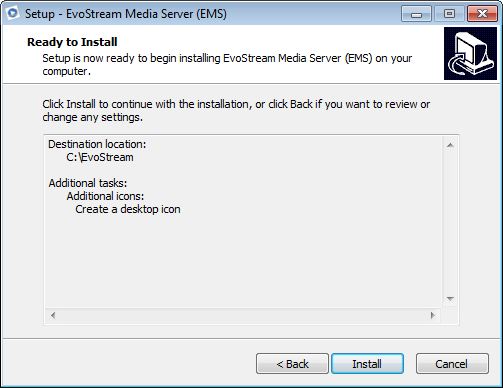 Setup - EvoStream Media Server (EMS)
Ready to Install
Setup is now ready to begin installing EvoStream Media Server (EMS) on your
computer.
Click Install to continue with the installation, or click Back if you want to review or
change any settings.
Destination location:
C:\EvoStream
Additional tasks:
Additional icons:
Create a desktop icon
< Back
Install
Cancel